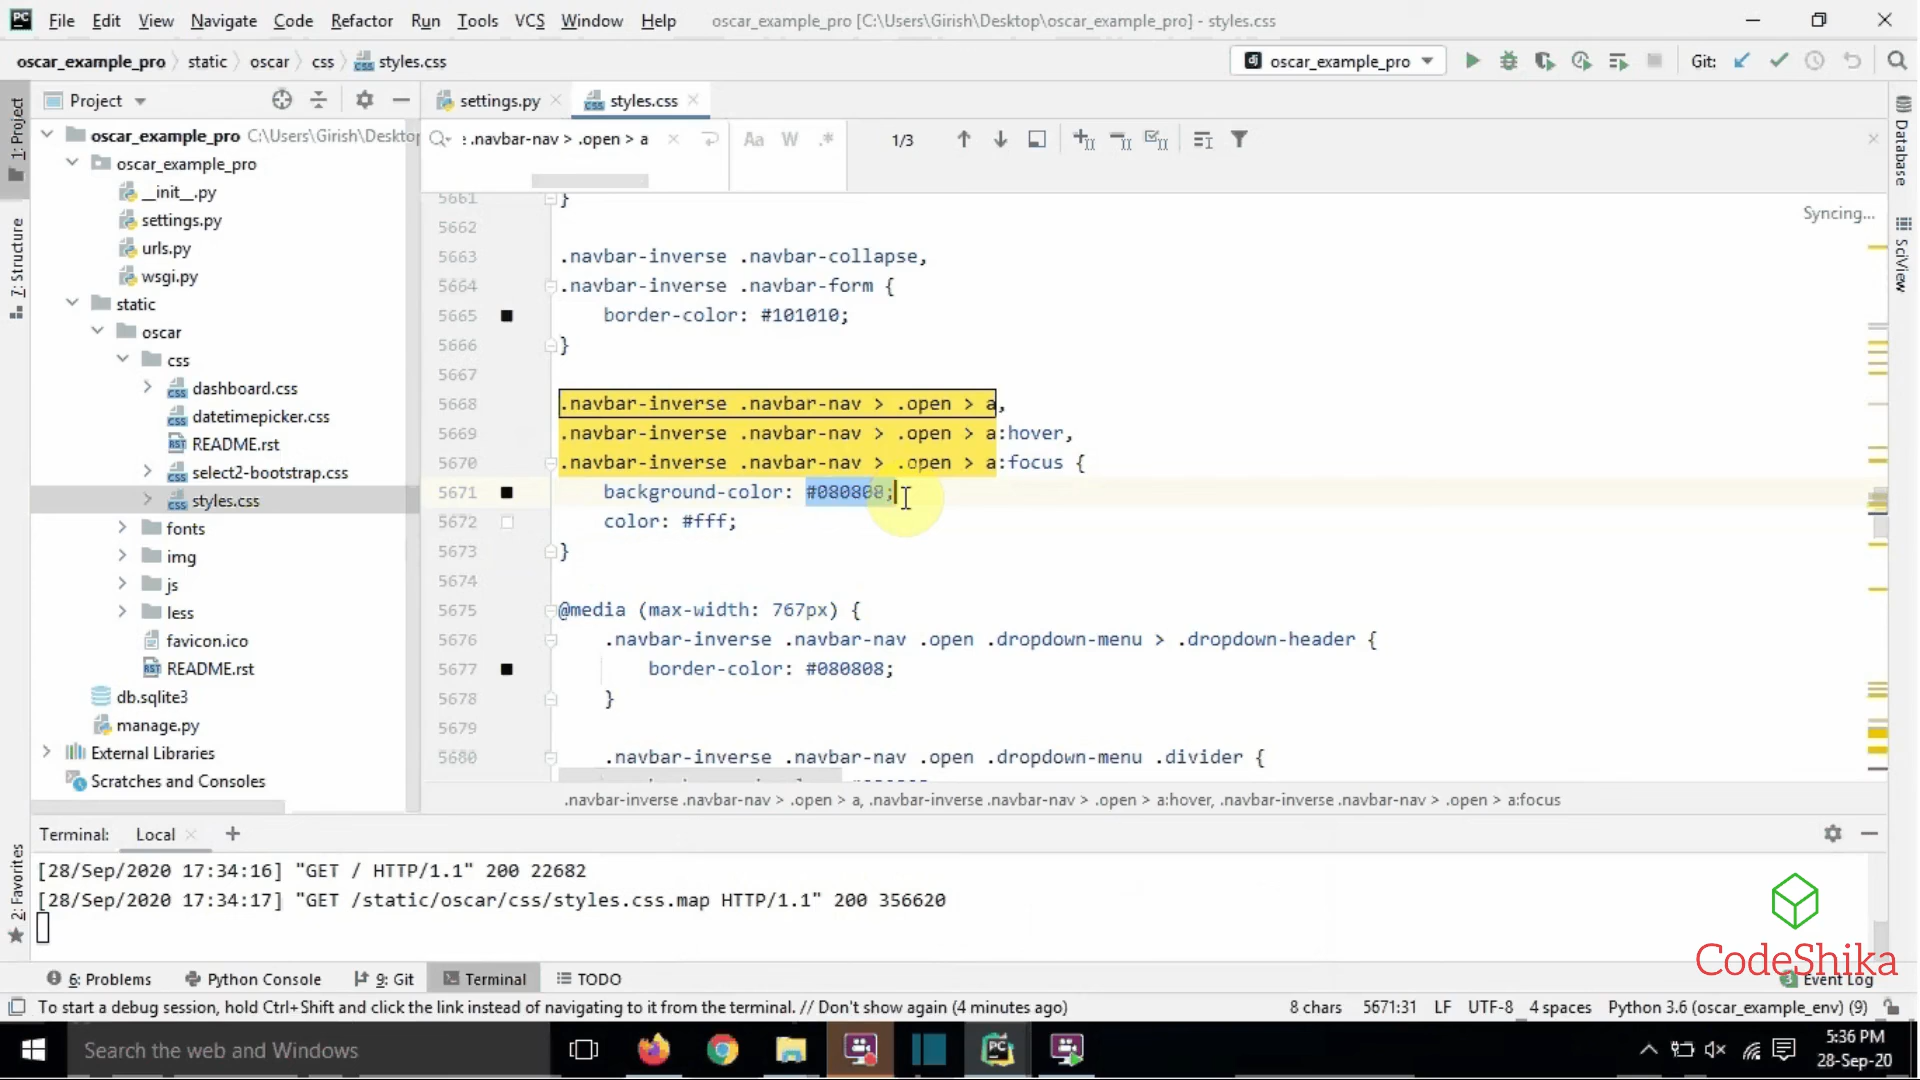 PC File Edit View Navigate Code Refactor Run Tools VCS Window Help oscar_example_pro [C:\Users\Girish\Desktop\oscar_example_pro] - styles.css
oscar_example_pro static oscar css styles.css dj oscar_example_pro Git:
Project settings.py styles.css
: .navbar-nav > .open > a Aa W .* 1/3
1: Project
7: Structure
2: Favorites
Database
SciView
oscar_example_pro C:\Users\Girish\Deskto
oscar_example_pro
__init__.py
settings.py
urls.py
wsgi.py
static
oscar
css
dashboard.css
datetimepicker.css
README.rst
select2-bootstrap.css
styles.css
fonts
img
js
less
favicon.ico
README.rst
db.sqlite3
manage.py
External Libraries
Scratches and Consoles
Syncing...
5661 }
5662
5663 .navbar-inverse .navbar-collapse,
5664 .navbar-inverse .navbar-form {
5665 border-color: #101010;
5666 }
5667
5668 .navbar-inverse .navbar-nav > .open > a,
5669 .navbar-inverse .navbar-nav > .open > a:hover,
5670 .navbar-inverse .navbar-nav > .open > a:focus {
5671 background-color: #080808;
5672 color: #fff;
5673 }
5674
5675 @media (max-width: 767px) {
5676 .navbar-inverse .navbar-nav .open .dropdown-menu > .dropdown-header {
5677 border-color: #080808;
5678 }
5679
5680 .navbar-inverse .navbar-nav .open .dropdown-menu .divider {
.navbar-inverse .navbar-nav > .open > a, .navbar-inverse .navbar-nav > .open > a:hover, .navbar-inverse .navbar-nav > .open > a:focus
Terminal: Local
[28/Sep/2020 17:34:16] "GET / HTTP/1.1" 200 22682
[28/Sep/2020 17:34:17] "GET /static/oscar/css/styles.css.map HTTP/1.1" 200 356620
CodeShika
6: Problems Python Console 9: Git Terminal TODO 3 Event Log
To start a debug session, hold Ctrl+Shift and click the link instead of navigating to it from the terminal. // Don't show again (4 minutes ago) 8 chars 5671:31 LF UTF-8 4 spaces Python 3.6 (oscar_example_env) (9)
Search the web and Windows
5:36 PM
28-Sep-20